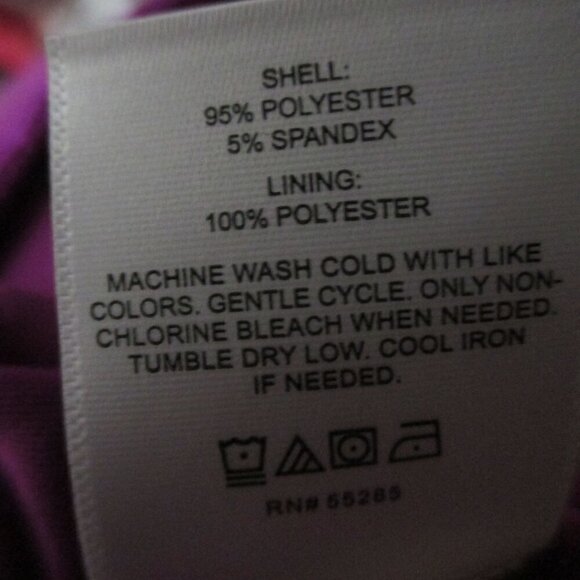 SHELL:
95% POLYESTER
5% SPANDEX
LINING:
100% POLYESTER
MACHINE WASH COLD WITH LIKE
COLORS. GENTLE CYCLE. ONLY NON-
CHLORINE BLEACH WHEN NEEDED.
TUMBLE DRY LOW. COOL IRON
IF NEEDED.
RN# 55285